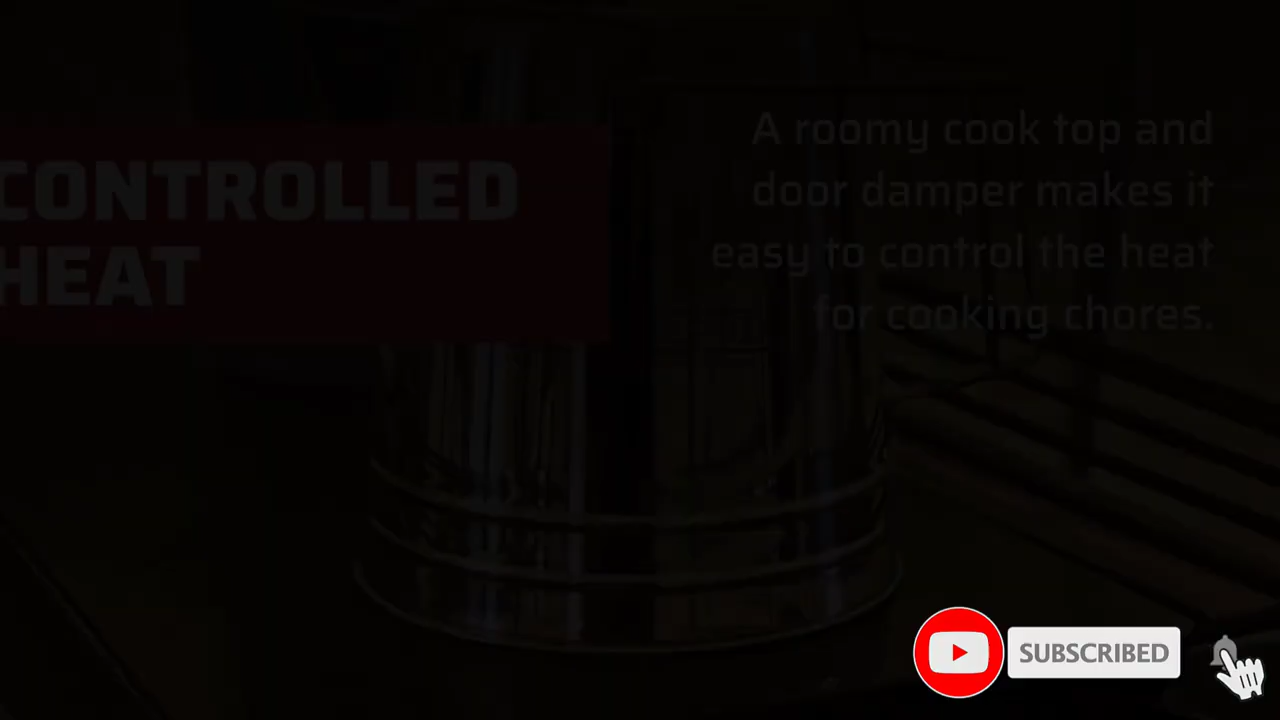 CONTROLLED
HEAT
A roomy cook top and
door damper makes it
easy to control the heat
for cooking chores.
SUBSCRIBED